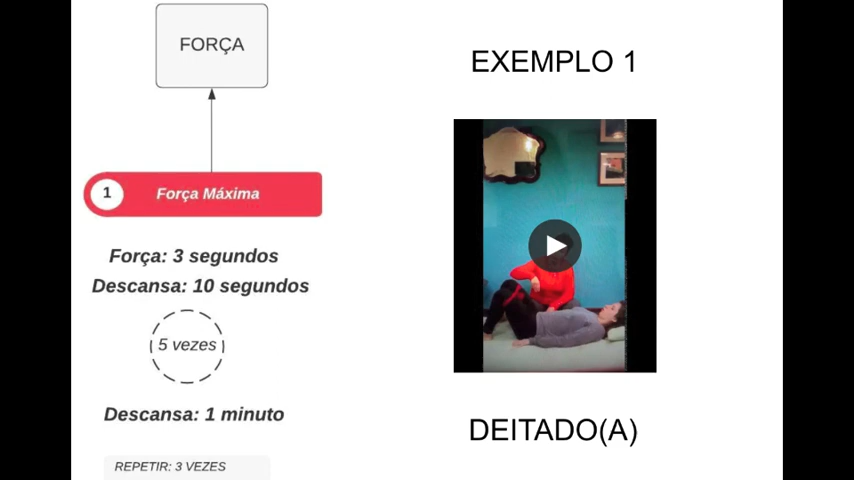 FORÇA
1
Força Máxima
Força: 3 segundos
Descansa: 10 segundos
5 vezes
Descansa: 1 minuto
REPETIR: 3 VEZES
EXEMPLO 1
DEITADO(A)